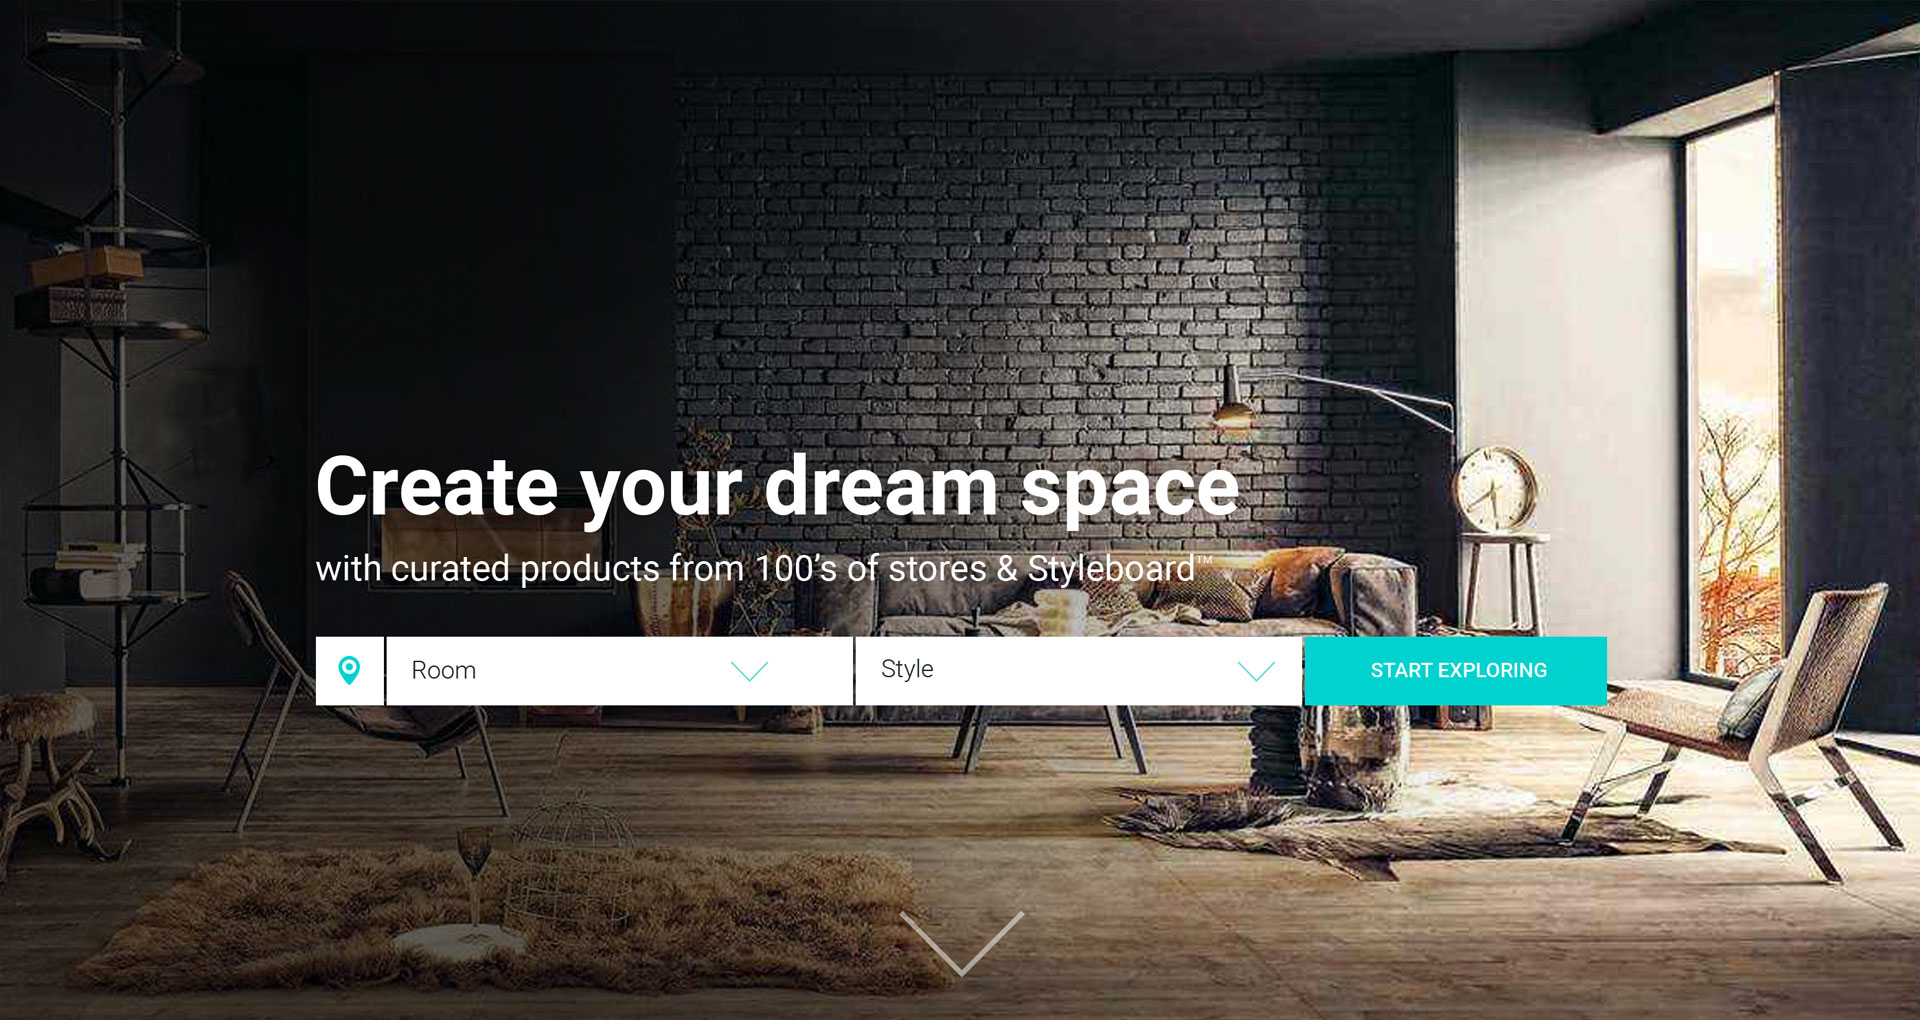 Create your dream space
with curated products from 100’s of stores & Styleboard™
Room
Style
START EXPLORING